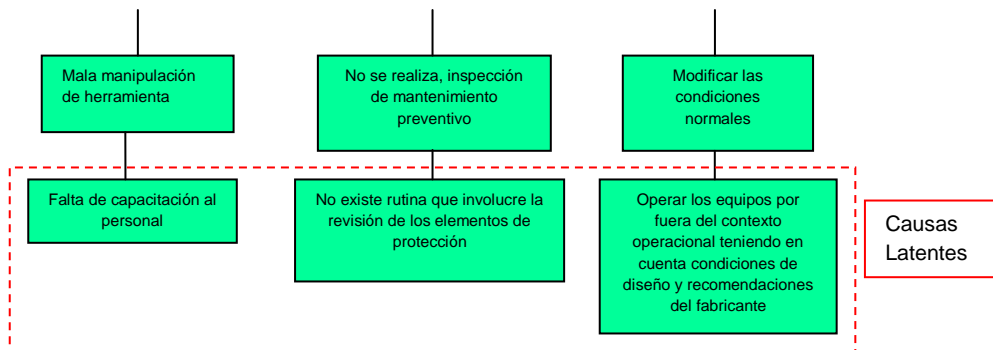 Mala manipulación
de herramienta
No se realiza, inspección
de mantenimiento
preventivo
Modificar las
condiciones
normales
Falta de capacitación al
personal
No existe rutina que involucre la
revisión de los elementos de
protección
Operar los equipos por
fuera del contexto
operacional teniendo en
cuenta condiciones de
diseño y recomendaciones
del fabricante
Causas
Latentes